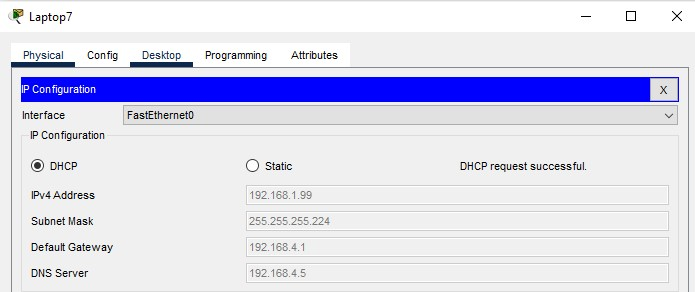 Laptop7
Physical Config Desktop Programming Attributes
IP Configuration X
Interface FastEthernet0
IP Configuration
DHCP Static DHCP request successful.
IPv4 Address 192.168.1.99
Subnet Mask 255.255.255.224
Default Gateway 192.168.4.1
DNS Server 192.168.4.5